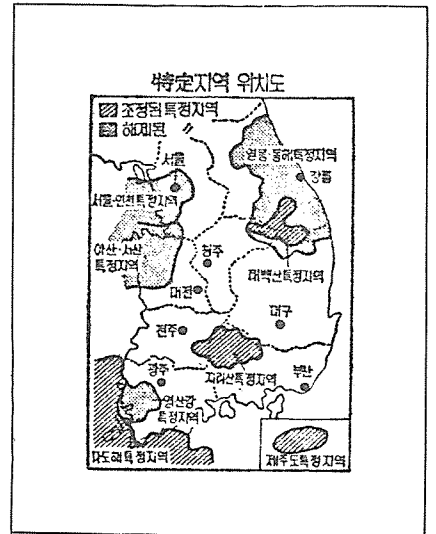 特定지역 위치도
조정된 특정지역
해제된
서울
영동·동해특정지역
강릉
서울·인천특정지역
아산·서산
특정지역
청주
태백산특정지역
대전
대구
전주
광주
지리산특정지역
부산
영산강
특정지역
다도해특정지역
제주도특정지역